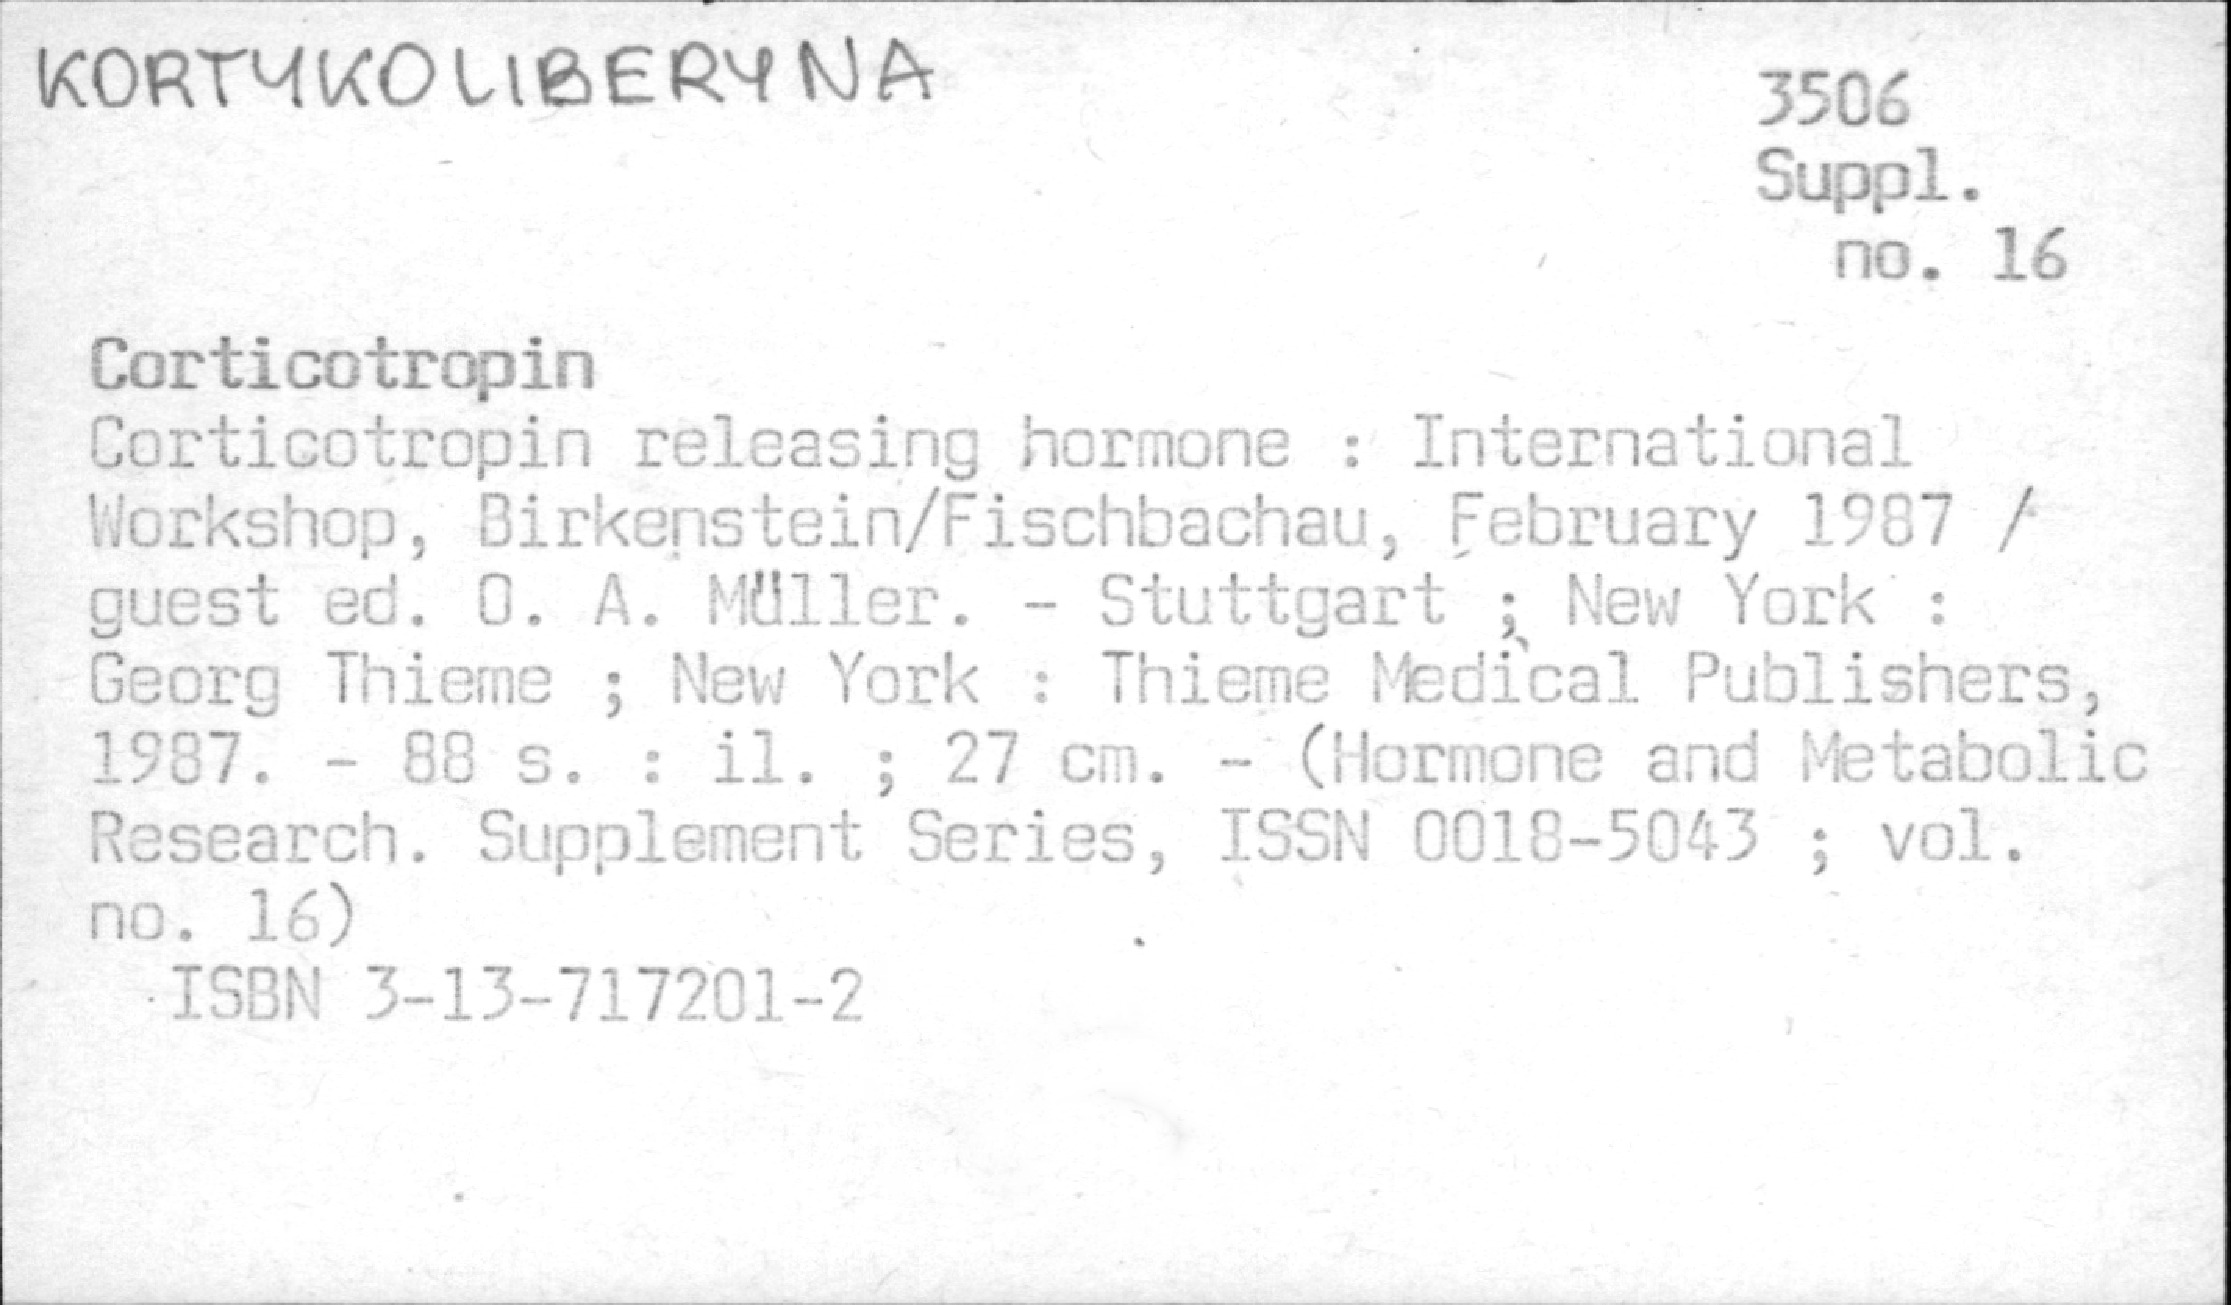 KORTYKOLIBERYNA
3506
Suppl.
no. 16
Corticotropin
Corticotropin releasing hormone : International
Workshop, Birkenstein/Fischbachau, February 1987 /
guest ed. O. A. Müller. - Stuttgart ; New York :
Georg Thieme ; New York : Thieme Medical Publishers,
1987. - 88 s. : il. ; 27 cm. - (Hormone and Metabolic
Research. Supplement Series, ISSN 0018-5043 ; vol.
no. 16)
ISBN 3-13-717201-2